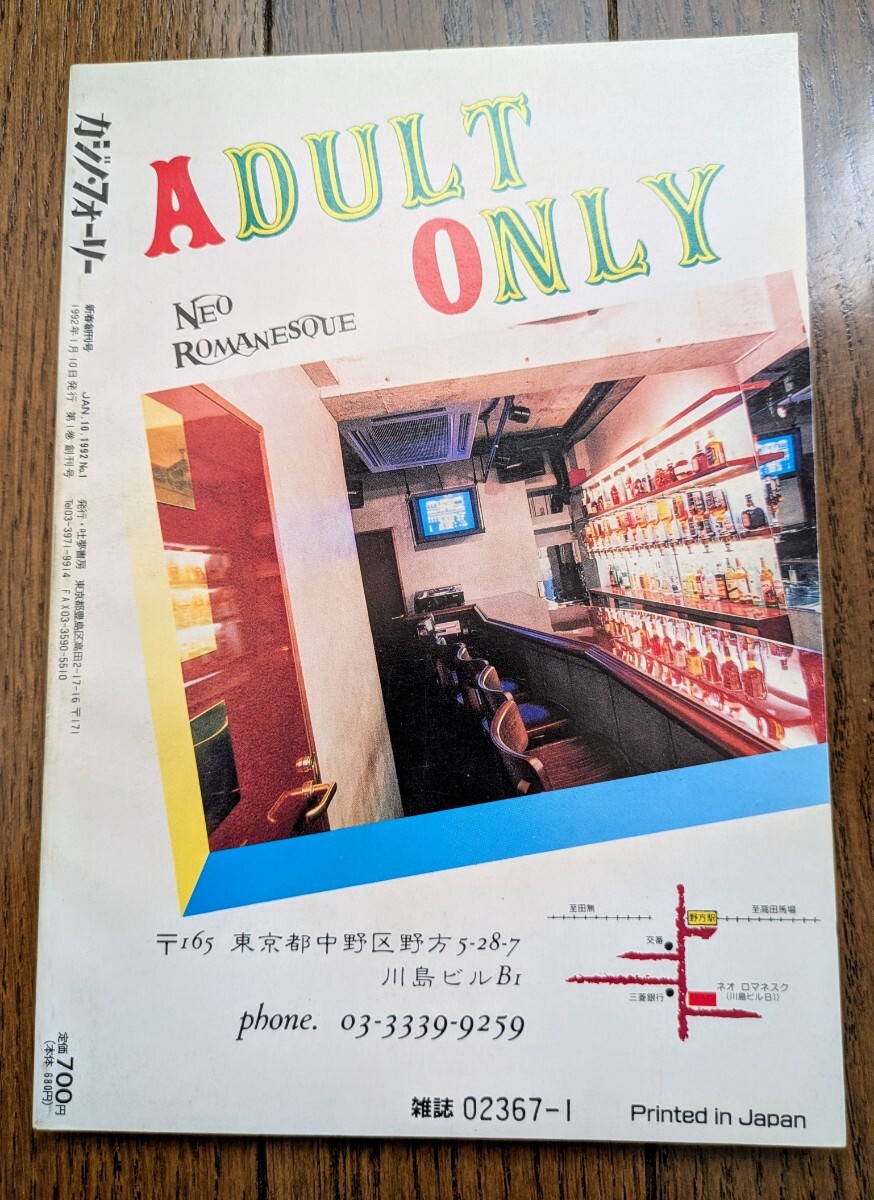 カジノ・フォーリー
新春創刊号 JAN, 10, 1992 No.1 発行・吐夢書房 東京都豊島区高田2-17-16 〒171
1992年1月10日発行 第1巻 創刊号 Tel03-3971-9914 FAX03-3590-5510
定価700円
(本体 680円)
ADULT
ONLY
NEO
ROMANESQUE
至田無
野方駅
至高田馬場
交番
三菱銀行
ネオ ロマネスク
(川島ビルB1)
〒165 東京都中野区野方5-28-7
川島ビルB1
phone. 03-3339-9259
雑誌 02367-1
Printed in Japan